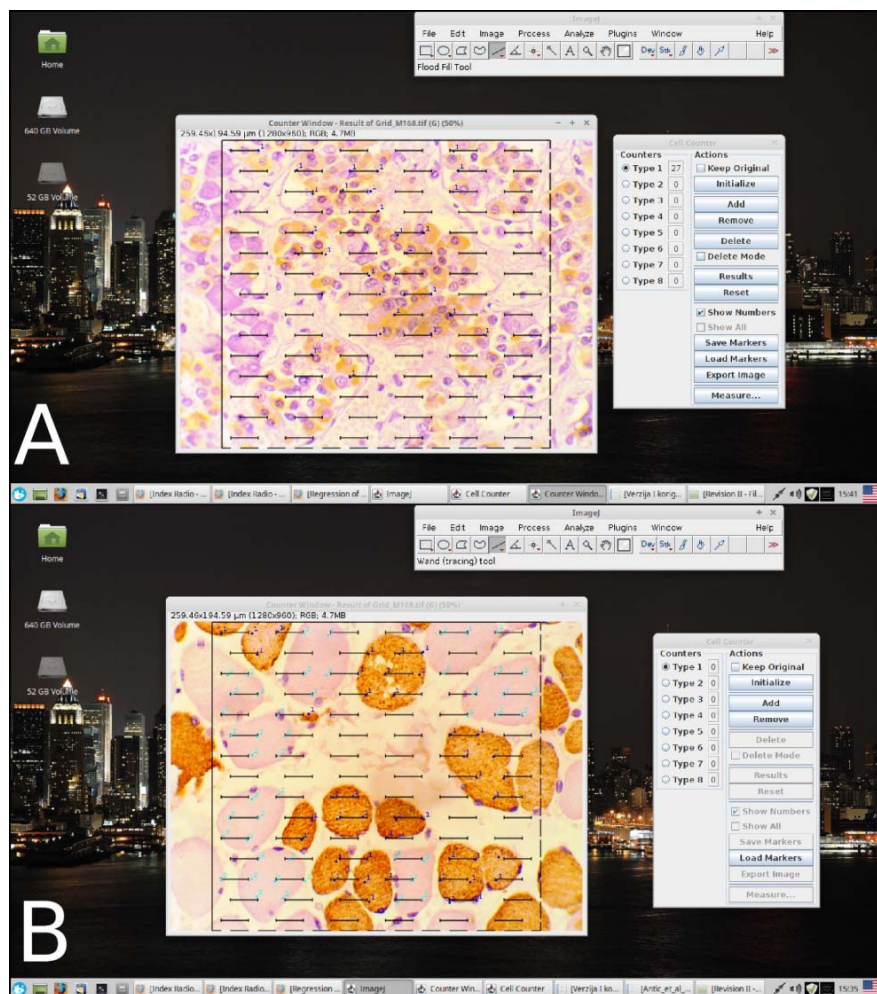 ImageJ
File Edit Image Process Analyze Plugins Window Help
Dev Stk
Flood Fill Tool
Home
640 GB Volume
52 GB Volume
Counter Window - Result of Grid_M168.tif (G) (50%)
259.46x194.59 µm (1280x960); RGB; 4.7MB
Cell Counter
Counters Actions
Type 1 27 Keep Original
Type 2 0 Initialize
Type 3 0 Add
Type 4 0 Remove
Type 5 0 Delete
Type 6 0 Delete Mode
Type 7 0 Results
Type 8 0 Reset
Show Numbers
Show All
Save Markers
Load Markers
Export Image
Measure...
A
[Index Radio - ... [Index Radio - ... [Regression of ... ImageJ Cell Counter Counter Windo... [Verzija I korig... [Revision II - Fil... 15:41
ImageJ
File Edit Image Process Analyze Plugins Window Help
Dev Stk
Wand (tracing) tool
Home
640 GB Volume
52 GB Volume
Counter Window - Result of Grid_M168.tif (G) (50%)
259.46x194.59 µm (1280x960); RGB; 4.7MB
Cell Counter
Counters Actions
Type 1 0 Keep Original
Type 2 0 Initialize
Type 3 0 Add
Type 4 0 Remove
Type 5 0 Delete
Type 6 0 Delete Mode
Type 7 0 Results
Type 8 0 Reset
Show Numbers
Show All
Save Markers
Load Markers
Export Image
Measure...
B
[Index Radio... [Index Radio... [Regression ... ImageJ Counter Win... Cell Counter [Verzija I ko... [Antic_et_al_... [Revision II -... 15:35